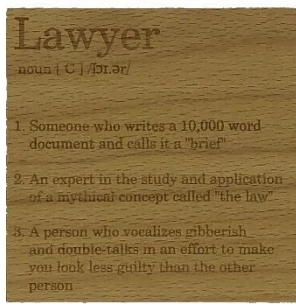 Lawyer
noun [ C ] /ˈlɔɪ.ər/
1. Someone who writes a 10,000 word
document and calls it a "brief"
2. An expert in the study and application
of a mythical concept called "the law"
3. A person who vocalizes gibberish
and double-talks in an effort to make
you look less guilty than the other
person